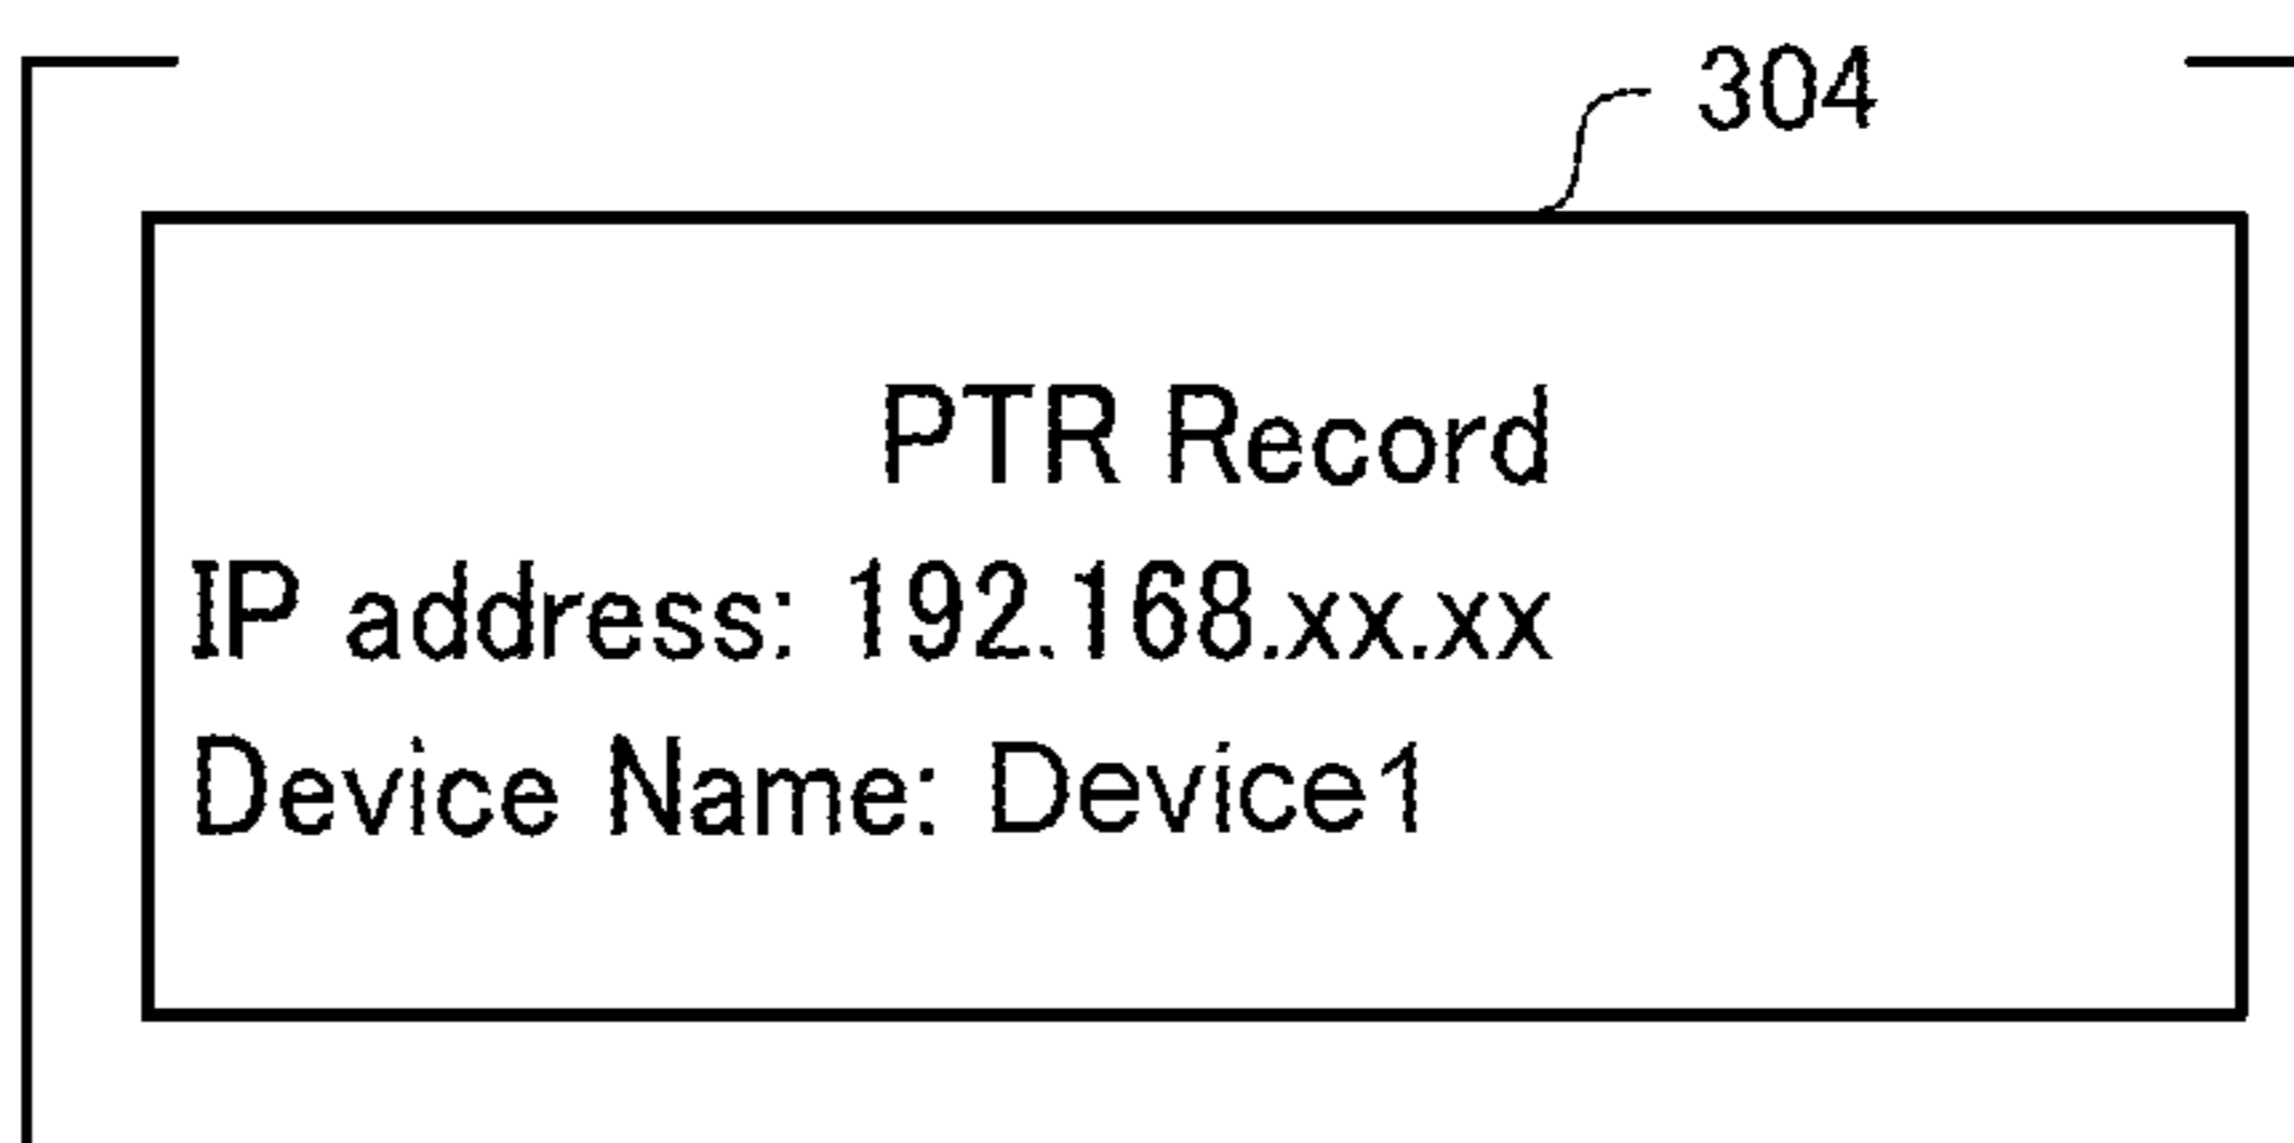 304
PTR Record
IP address: 192.168.xx.xx
Device Name: Device1